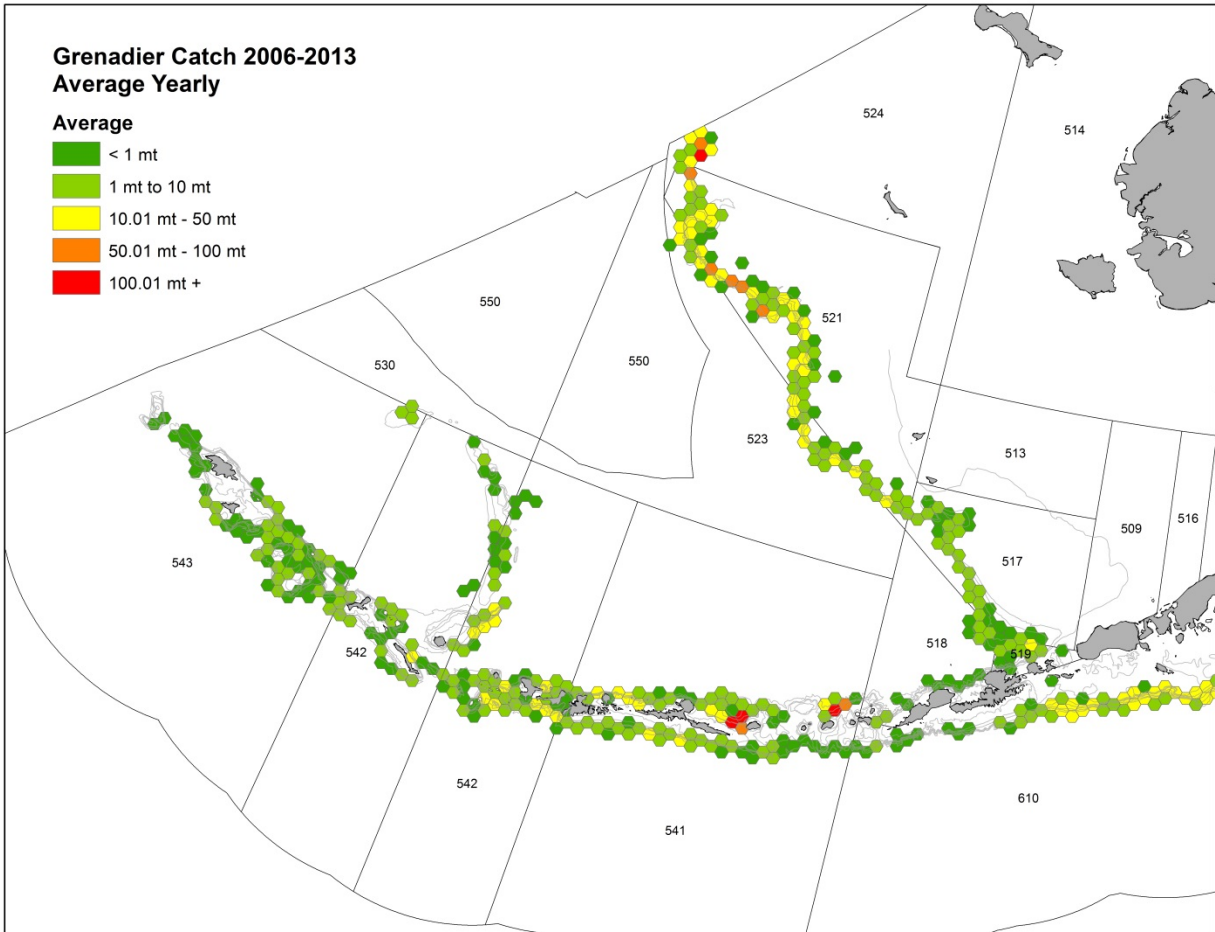 Grenadier Catch 2006-2013
Average Yearly
Average
< 1 mt
1 mt to 10 mt
10.01 mt - 50 mt
50.01 mt - 100 mt
100.01 mt +
524
514
550
521
530
550
523
513
509
516
543
517
542
518
519
542
541
610